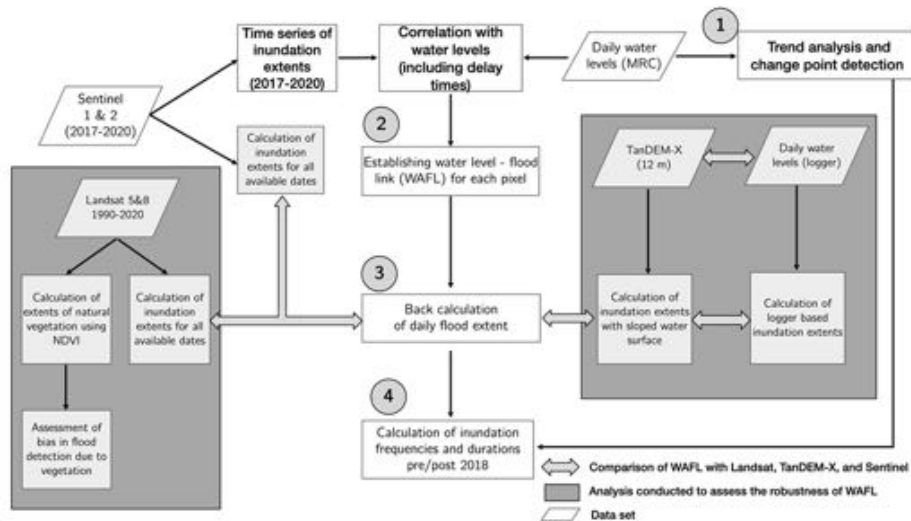 1
Time series of
inundation
extents
(2017-2020)
Correlation with
water levels
(including delay
times)
Daily water
levels (MRC)
Trend analysis and
change point detection
Sentinel
1 & 2
(2017-2020)
2
Calculation of
inundation
extents for all
available dates
Establishing water level - flood
link (WAFL) for each pixel
TanDEM-X
(12 m)
Daily water
levels (logger)
Landsat 5&8
1990-2020
3
Calculation of
extents of natural
vegetation using
NDVI
Calculation of
inundation
extents for all
available dates
Back calculation
of daily flood extent
Calculation of
inundation extents
with sloped water
surface
Calculation of
logger based
inundation extents
4
Assessment of
bias in flood
detection due to
vegetation
Calculation of inundation
frequencies and durations
pre/post 2018
Comparison of WAFL with Landsat, TanDEM-X, and Sentinel
Analysis conducted to assess the robustness of WAFL
Data set